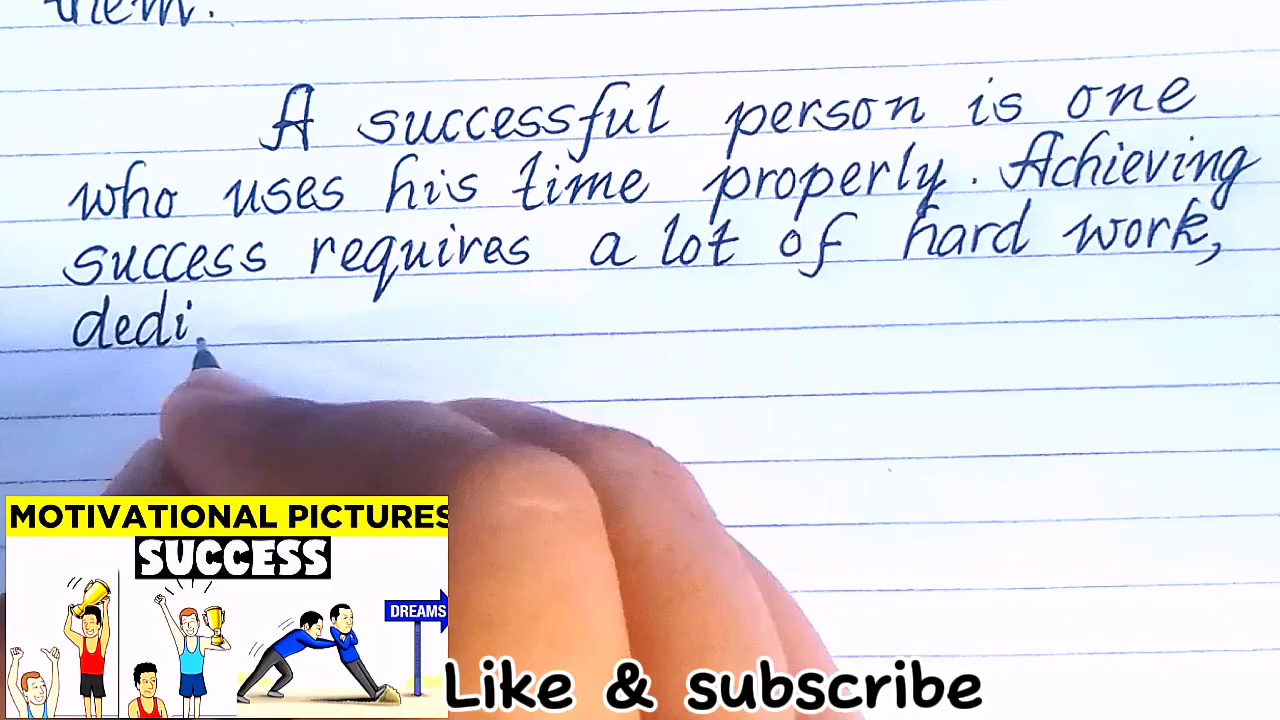 them.
A successful person is one
who uses his time properly. Achieving
success requires a lot of hard work,
dedi
MOTIVATIONAL PICTURES
SUCCESS
DREAMS
Like & subscribe